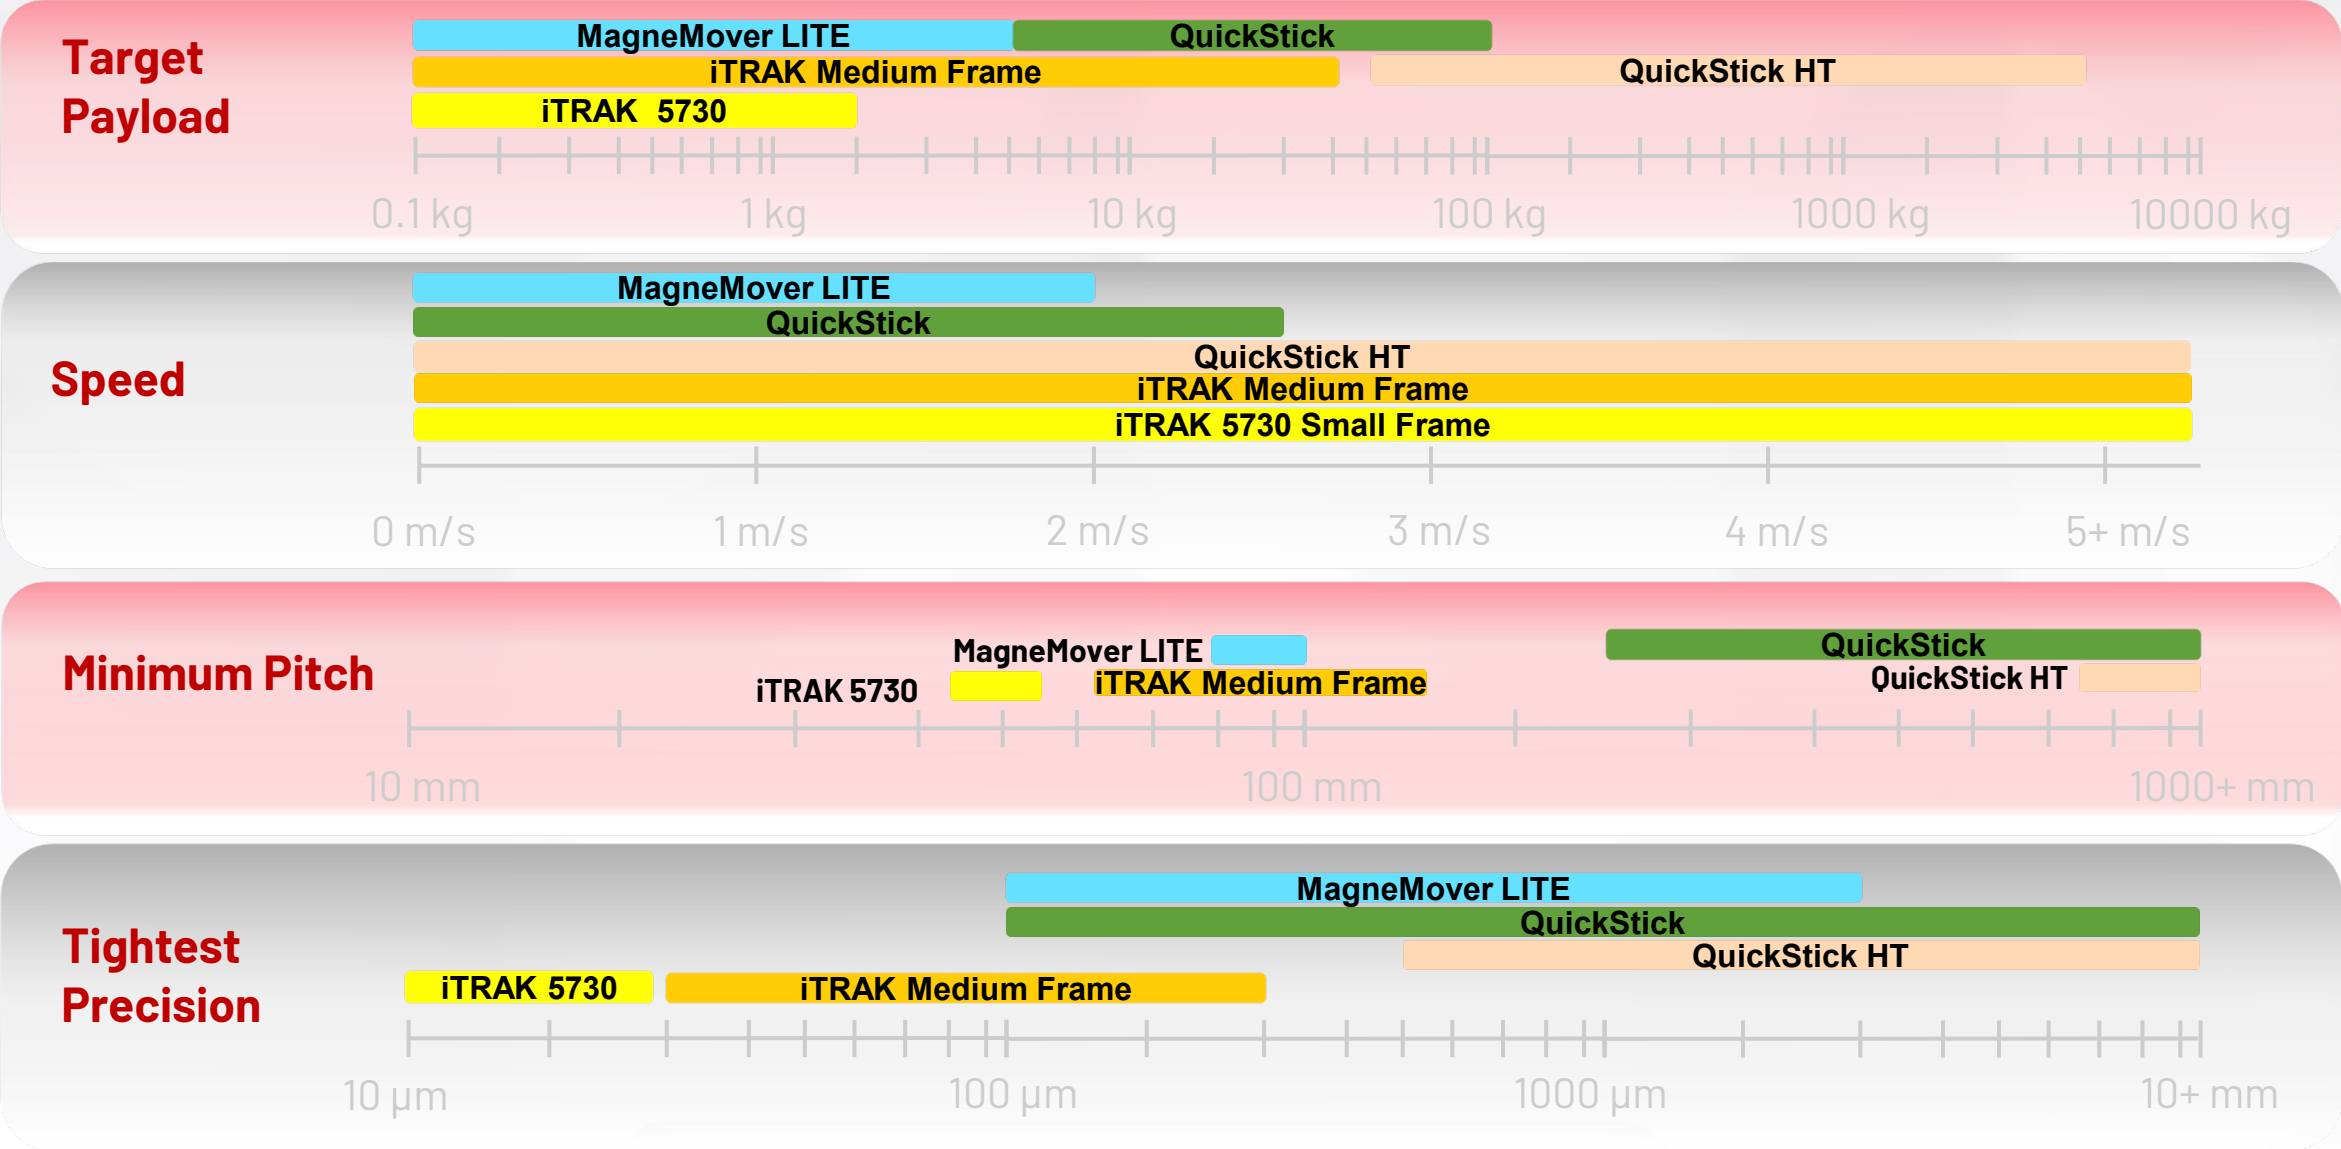 Target
Payload
MagneMover LITE
QuickStick
iTRAK Medium Frame
QuickStick HT
iTRAK 5730
0.1 kg
1 kg
10 kg
100 kg
1000 kg
10000 kg
Speed
MagneMover LITE
QuickStick
QuickStick HT
iTRAK Medium Frame
iTRAK 5730 Small Frame
0 m/s
1 m/s
2 m/s
3 m/s
4 m/s
5+ m/s
Minimum Pitch
MagneMover LITE
QuickStick
iTRAK 5730
iTRAK Medium Frame
QuickStick HT
10 mm
100 mm
1000+ mm
Tightest
Precision
MagneMover LITE
QuickStick
QuickStick HT
iTRAK 5730
iTRAK Medium Frame
10 µm
100 µm
1000 µm
10+ mm